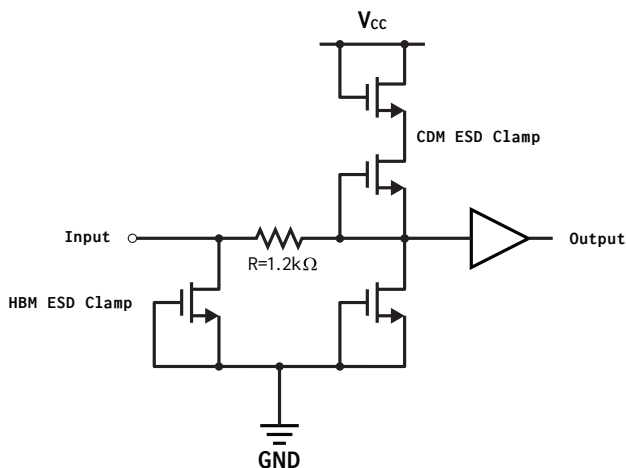 VCC
CDM ESD Clamp
Input
Output
R=1.2kΩ
HBM ESD Clamp
GND